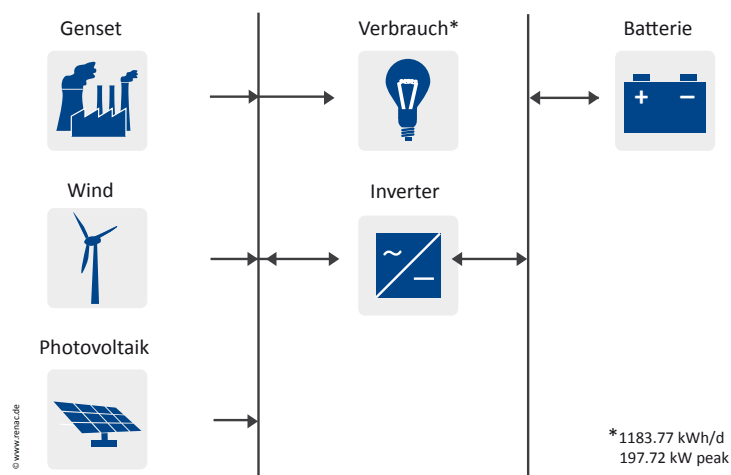 Genset
Verbrauch*
Batterie
+ −
Wind
Inverter
~
−
Photovoltaik
© www.renac.de
*1183.77 kWh/d
197.72 kW peak